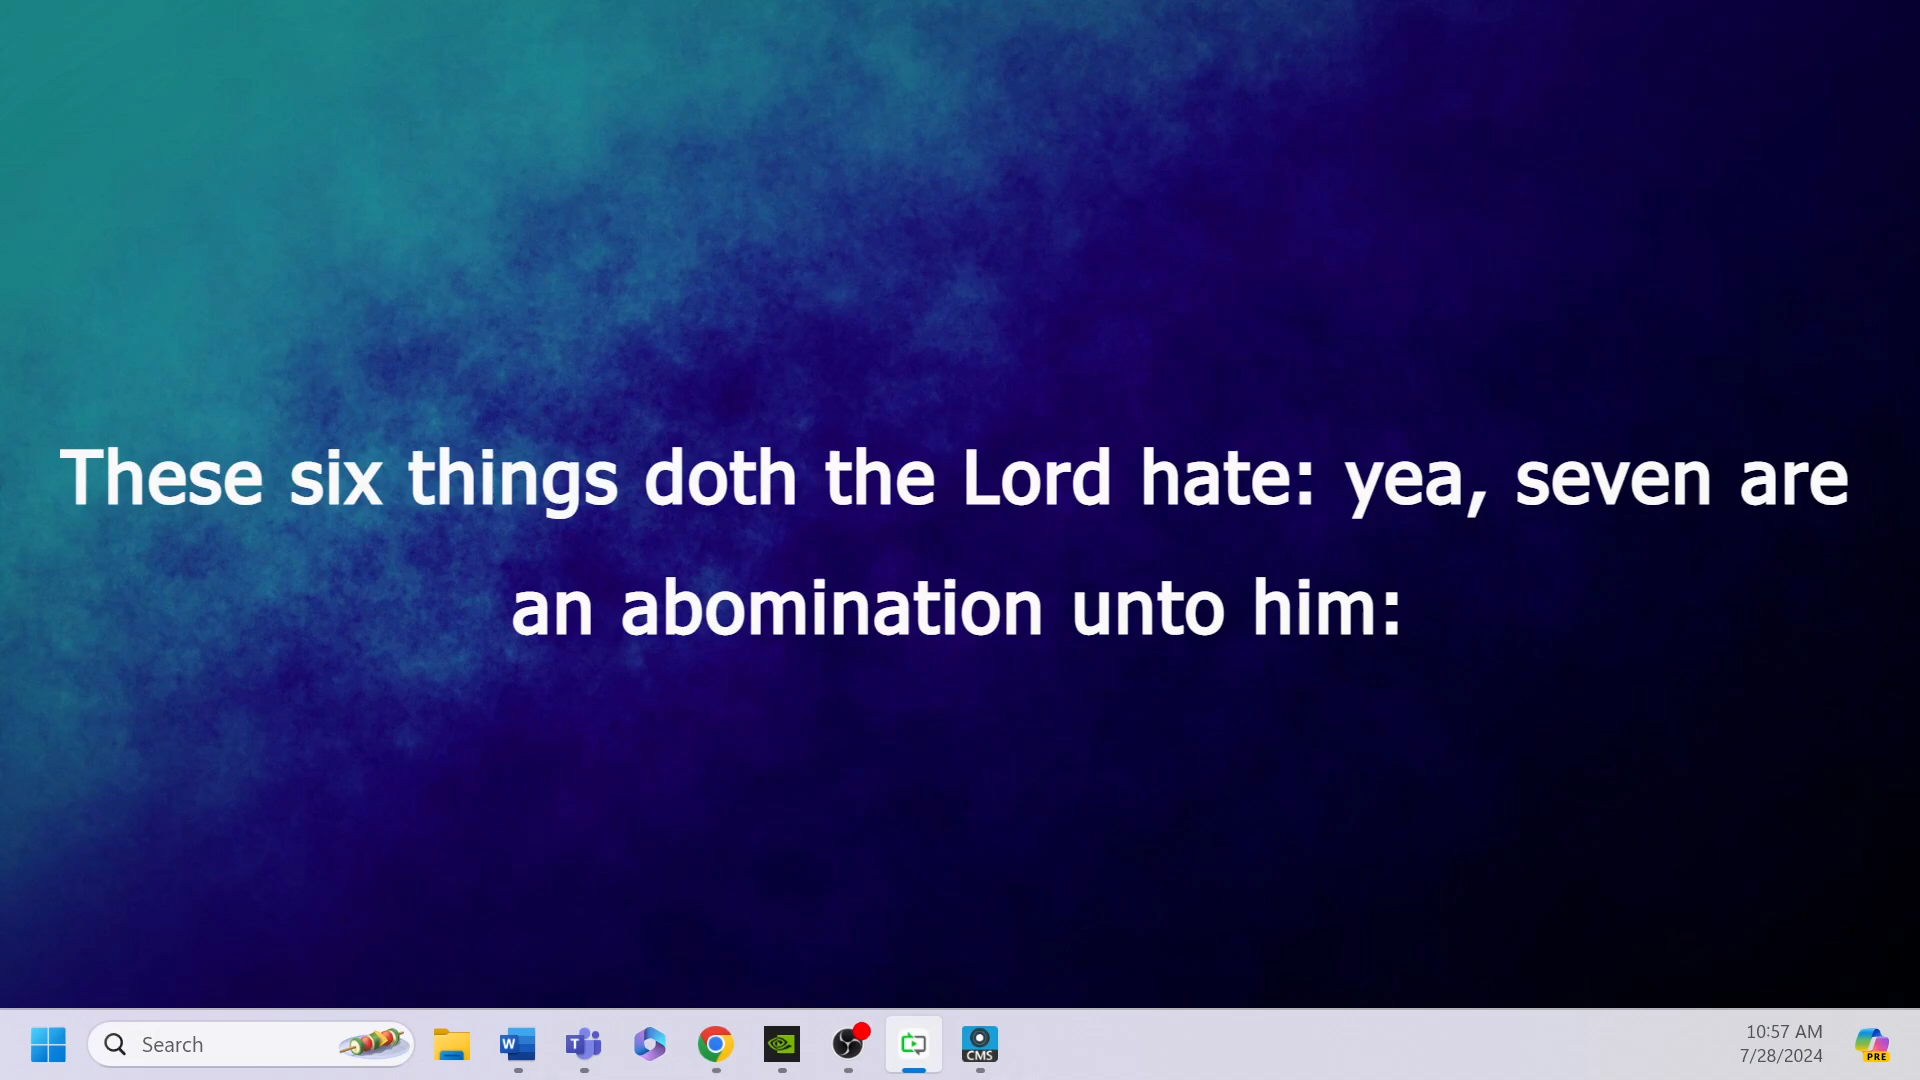 These six things doth the Lord hate: yea, seven are
an abomination unto him:
Search
W
T
CMS
10:57 AM
7/28/2024
PRE